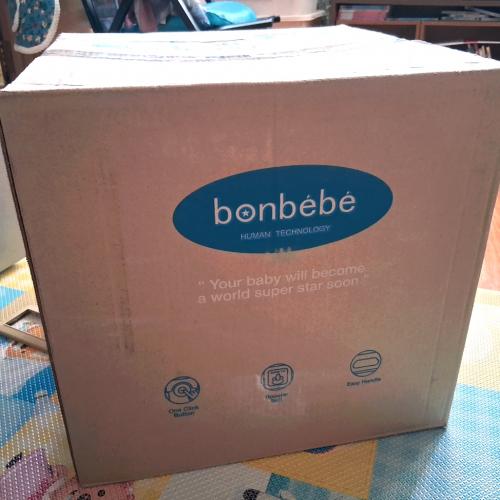 bonbébé
HUMAN TECHNOLOGY
" Your baby will become
a world super star soon "
One Click
Button
Easy Handle